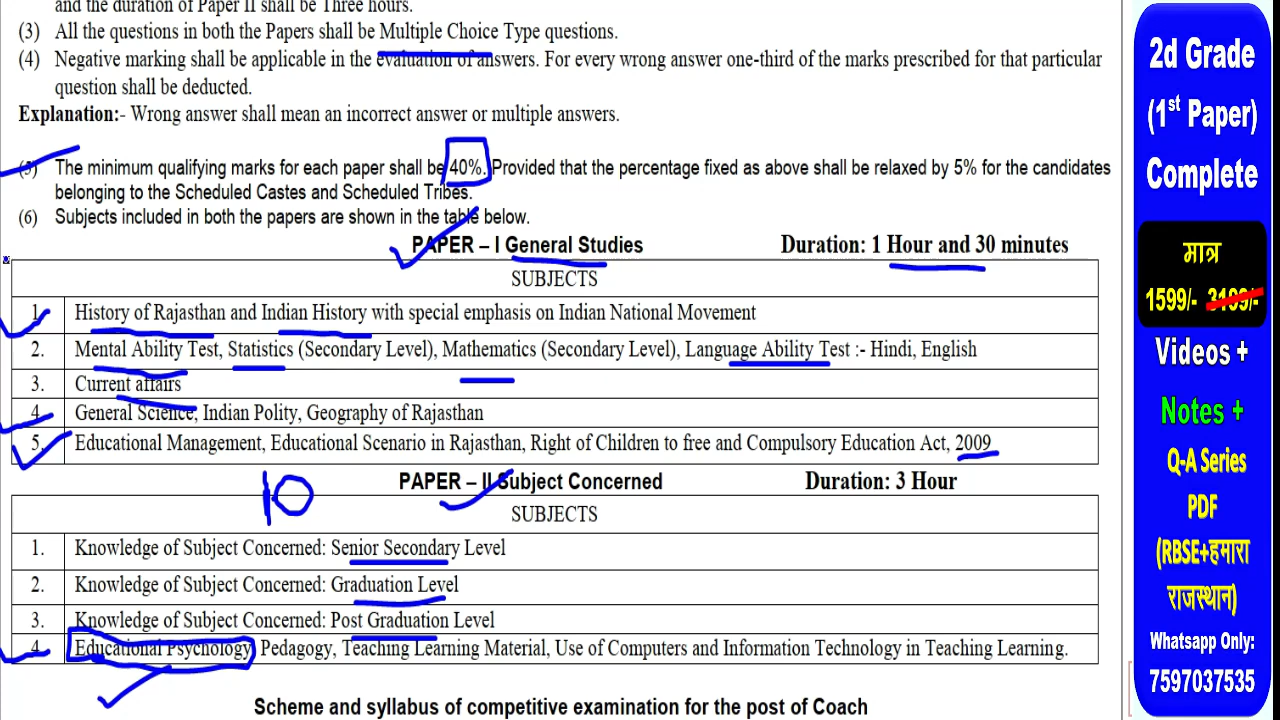 and the duration of Paper II shall be Three hours.
(3) All the questions in both the Papers shall be Multiple Choice Type questions.
(4) Negative marking shall be applicable in the evaluation of answers. For every wrong answer one-third of the marks prescribed for that particular
question shall be deducted.
Explanation:- Wrong answer shall mean an incorrect answer or multiple answers.
(5) The minimum qualifying marks for each paper shall be 40%. Provided that the percentage fixed as above shall be relaxed by 5% for the candidates
belonging to the Scheduled Castes and Scheduled Tribes.
(6) Subjects included in both the papers are shown in the table below.
PAPER – I General Studies Duration: 1 Hour and 30 minutes
SUBJECTS
1. History of Rajasthan and Indian History with special emphasis on Indian National Movement
2. Mental Ability Test, Statistics (Secondary Level), Mathematics (Secondary Level), Language Ability Test :- Hindi, English
3. Current affairs
4. General Science, Indian Polity, Geography of Rajasthan
5. Educational Management, Educational Scenario in Rajasthan, Right of Children to free and Compulsory Education Act, 2009
10
PAPER – II Subject Concerned Duration: 3 Hour
SUBJECTS
1. Knowledge of Subject Concerned: Senior Secondary Level
2. Knowledge of Subject Concerned: Graduation Level
3. Knowledge of Subject Concerned: Post Graduation Level
4. Educational Psychology, Pedagogy, Teaching Learning Material, Use of Computers and Information Technology in Teaching Learning.
Scheme and syllabus of competitive examination for the post of Coach
2d Grade
(1st Paper)
Complete
मात्र
1599/- 3199/-
Videos +
Notes +
Q-A Series
PDF
(RBSE+हमारा
राजस्थान)
Whatsapp Only:
7597037535